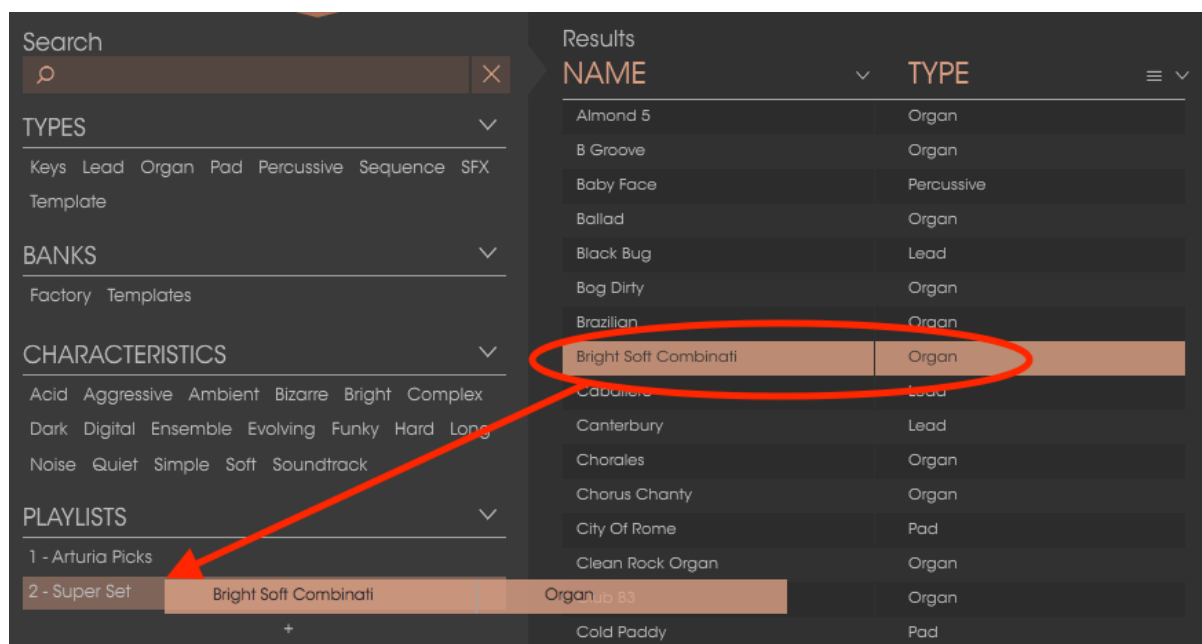 Search
TYPES
Keys Lead Organ Pad Percussive Sequence SFX
Template
BANKS
Factory Templates
CHARACTERISTICS
Acid Aggressive Ambient Bizarre Bright Complex
Dark Digital Ensemble Evolving Funky Hard Long
Noise Quiet Simple Soft Soundtrack
PLAYLISTS
1 - Arturia Picks
2 - Super Set
Bright Soft Combinati Organ
+
Results
NAME TYPE
Almond 5 Organ
B Groove Organ
Baby Face Percussive
Ballad Organ
Black Bug Lead
Bog Dirty Organ
Brazilian Organ
Bright Soft Combinati Organ
Caballero Lead
Canterbury Lead
Chorales Organ
Chorus Chanty Organ
City Of Rome Pad
Clean Rock Organ Organ
B3 Organ
Cold Paddy Pad